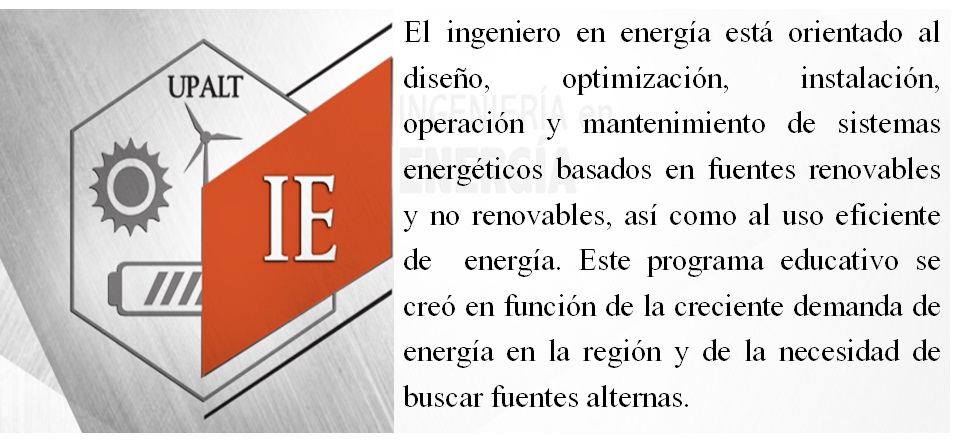 UPALT
IE
INGENIERÍA en
ENERGÍA
El ingeniero en energía está orientado al
diseño, optimización, instalación,
operación y mantenimiento de sistemas
energéticos basados en fuentes renovables
y no renovables, así como al uso eficiente
de energía. Este programa educativo se
creó en función de la creciente demanda de
energía en la región y de la necesidad de
buscar fuentes alternas.